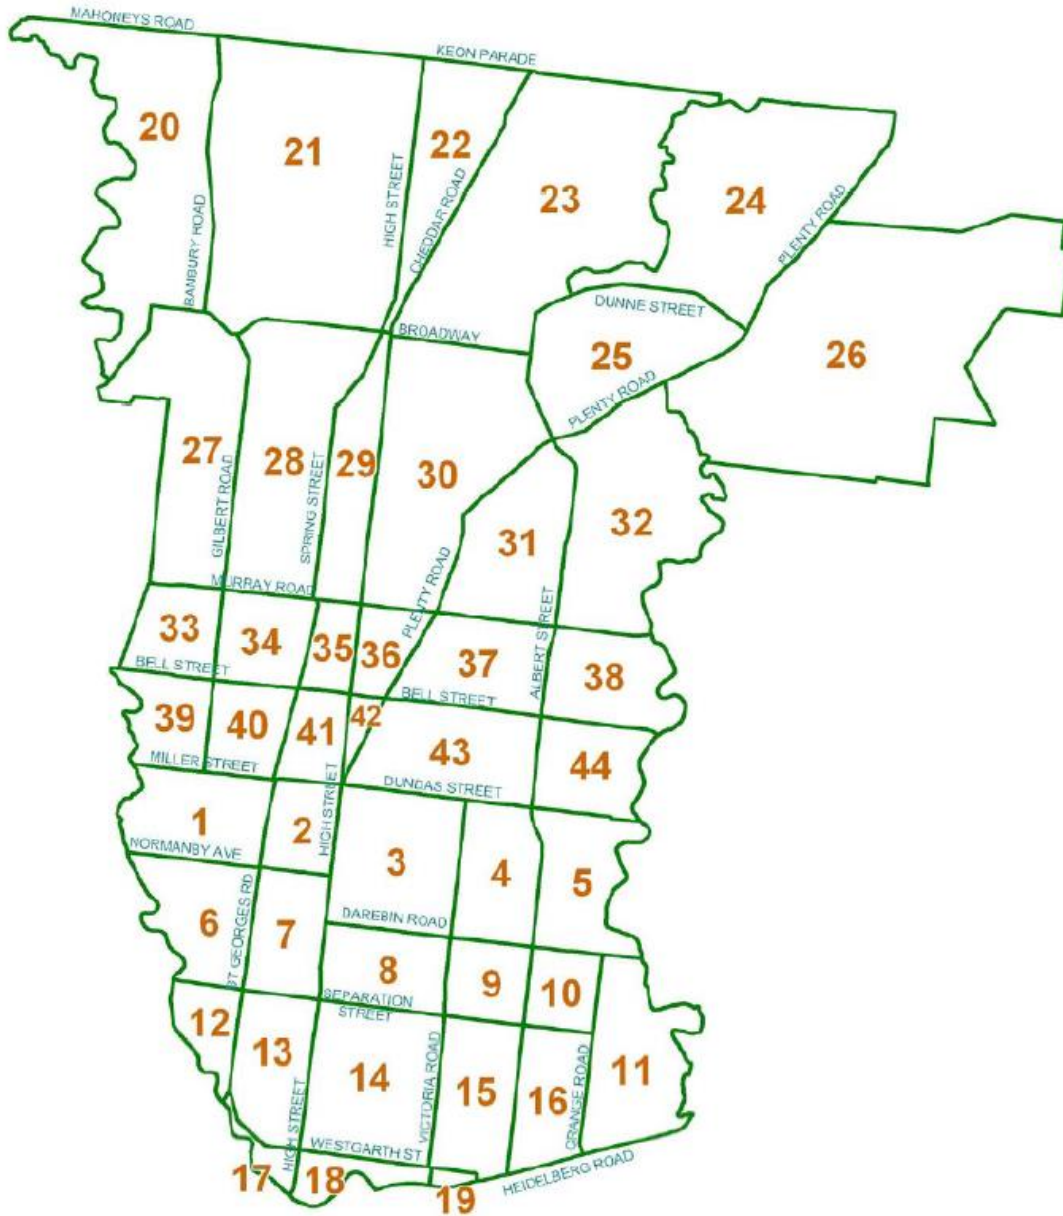 MAHONEYS ROAD
KEON PARADE
20
21
22
23
24
BANBURY ROAD
HIGH STREET
CHEDDAR ROAD
PLENTY ROAD
DUNNE STREET
BROADWAY
25
26
PLENTY ROAD
27
28
29
30
GILBERT ROAD
SPRING STREET
31
32
PLENTY ROAD
MURRAY ROAD
ALBERT STREET
33
34
35
36
37
38
BELL STREET
BELL STREET
39
40
41
42
43
44
MILLER STREET
DUNDAS STREET
HIGH STREET
1
2
3
4
5
NORMANBY AVE
ST GEORGES RD
DAREBIN ROAD
6
7
8
9
10
SEPARATION
STREET
11
12
13
14
15
16
VICTORIA ROAD
GRANGE ROAD
HIGH STREET
WESTGARTH ST
HEIDELBERG ROAD
17
18
19